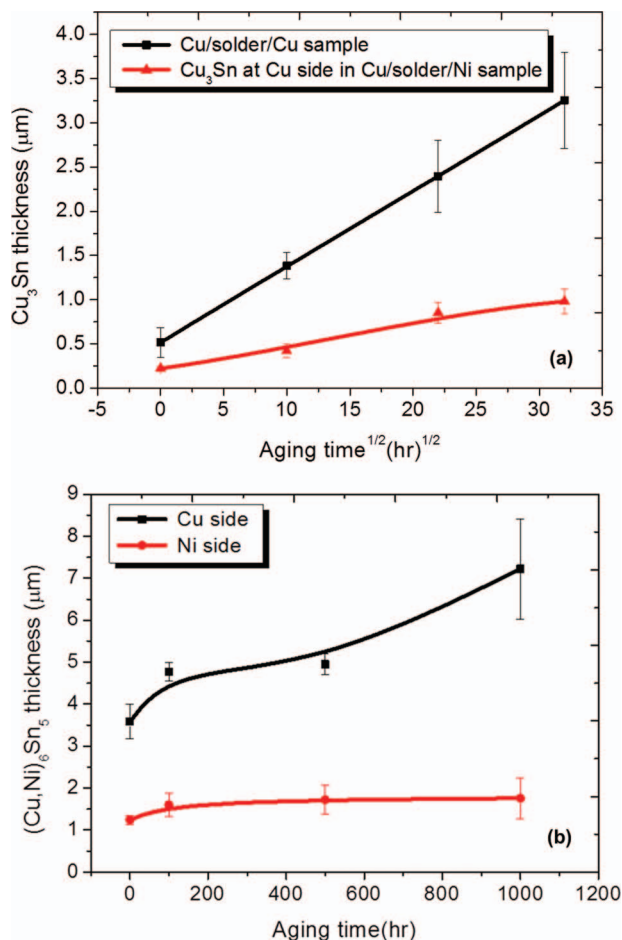 4.0
3.5
3.0
2.5
2.0
1.5
1.0
0.5
0.0
Cu₃Sn thickness (μm)
Cu/solder/Cu sample
Cu₃Sn at Cu side in Cu/solder/Ni sample
(a)
-5 0 5 10 15 20 25 30 35
Aging time¹/²(hr)¹/²
9
8
7
6
5
4
3
2
1
0
(Cu,Ni)₆Sn₅ thickness (μm)
Cu side
Ni side
(b)
0 200 400 600 800 1000 1200
Aging time(hr)